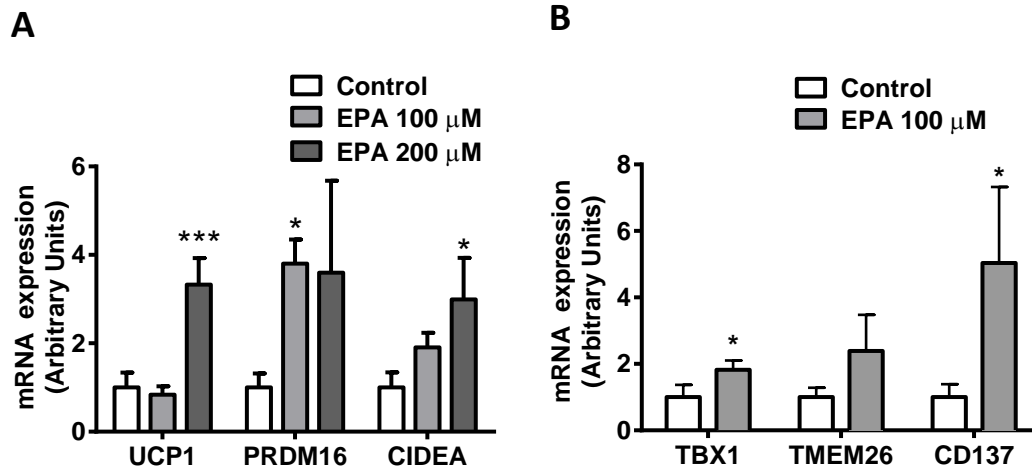 A
Control
EPA 100 μM
EPA 200 μM
mRNA expression
(Arbitrary Units)
6
4
2
0
***
*
*
UCP1 PRDM16 CIDEA
B
Control
EPA 100 μM
mRNA expression
(Arbitrary Units)
8
6
4
2
0
*
*
TBX1 TMEM26 CD137